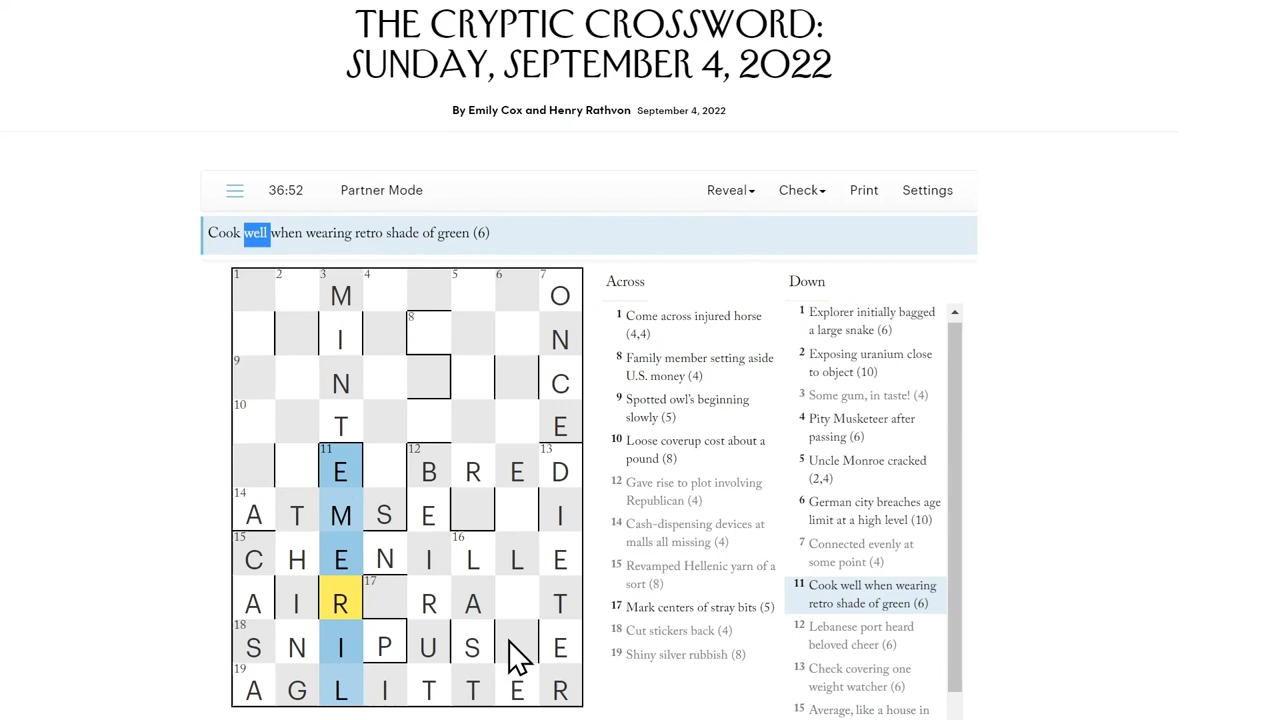 THE CRYPTIC CROSSWORD:
SUNDAY, SEPTEMBER 4, 2022
By Emily Cox and Henry Rathvon September 4, 2022
36:52 Partner Mode Reveal Check Print Settings
Cook well when wearing retro shade of green (6)
Across
1 Come across injured horse
(4,4)
8 Family member setting aside
U.S. money (4)
9 Spotted owl's beginning
slowly (5)
10 Loose coverup cost about a
pound (8)
12 Gave rise to plot involving
Republican (4)
14 Cash-dispensing devices at
malls all missing (4)
15 Revamped Hellenic yarn of a
sort (8)
17 Mark centers of stray bits (5)
18 Cut stickers back (4)
19 Shiny silver rubbish (8)
Down
1 Explorer initially bagged
a large snake (6)
2 Exposing uranium close
to object (10)
3 Some gum, in taste! (4)
4 Pity Musketeer after
passing (6)
5 Uncle Monroe cracked
(2,4)
6 German city breaches age
limit at a high level (10)
7 Connected evenly at
some point (4)
11 Cook well when wearing
retro shade of green (6)
12 Lebanese port heard
beloved cheer (6)
13 Check covering one
weight watcher (6)
15 Average, like a house in
1 2 3 M 4 5 6 7 O
I 8 N
9 N C
10 T E
11 E 12 B R E 13 D
14 A T M S E I
15 C H E N I 16 L L E
A I R 17 R A T
18 S N I P U S E
19 A G L I T T E R